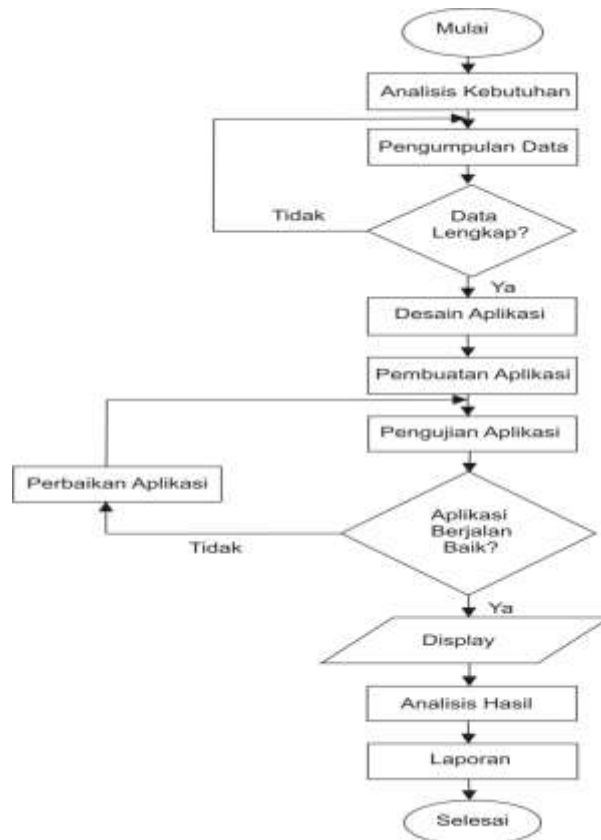 Mulai
Analisis Kebutuhan
Pengumpulan Data
Tidak
Data
Lengkap?
Ya
Desain Aplikasi
Pembuatan Aplikasi
Pengujian Aplikasi
Perbaikan Aplikasi
Aplikasi
Berjalan
Baik?
Tidak
Ya
Display
Analisis Hasil
Laporan
Selesai